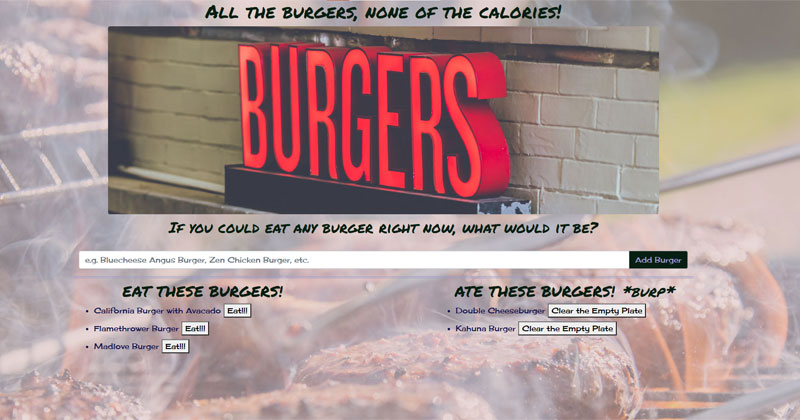 All the burgers, none of the calories!
BURGERS
If you could eat any burger right now, what would it be?
e.g. Bluecheese Angus Burger, Zen Chicken Burger, etc.
Add Burger
EAT THESE BURGERS!
California Burger with Avacado Eat!!!
Flamethrower Burger Eat!!!
Madlove Burger Eat!!!
ATE THESE BURGERS! *BURP*
Double Cheeseburger Clear the Empty Plate
Kahuna Burger Clear the Empty Plate